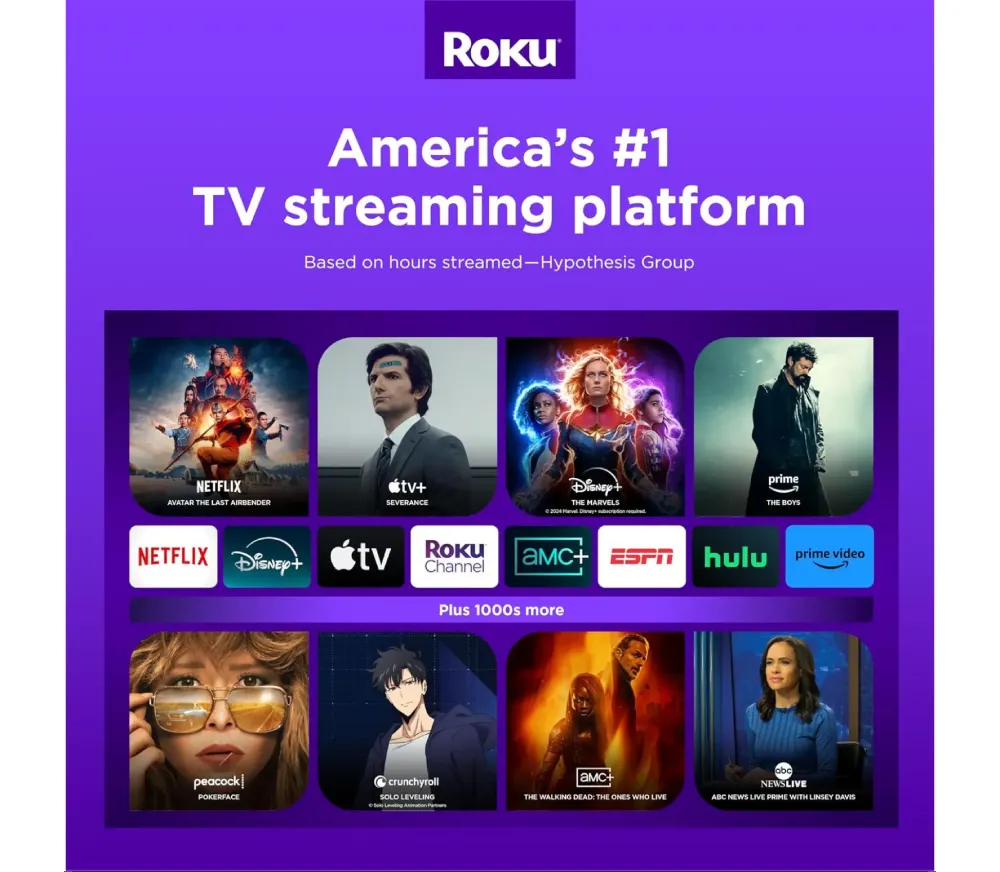 ROKU
America's #1
TV streaming platform
Based on hours streamed—Hypothesis Group
NETFLIX
AVATAR THE LAST AIRBENDER
tv+
SEVERANCE
Disney+
THE MARVELS
© 2024 Marvel. Disney+ subscription required.
prime
THE BOYS
NETFLIX
Disney+
tv
ROKU
Channel
aMC+
ESPN
hulu
prime video
Plus 1000s more
peacock
POKERFACE
crunchyroll
SOLO LEVELING
© Solo Leveling Animation Partners
aMC+
THE WALKING DEAD: THE ONES WHO LIVE
abc
NEWSLIVE
ABC NEWS LIVE PRIME WITH LINSEY DAVIS